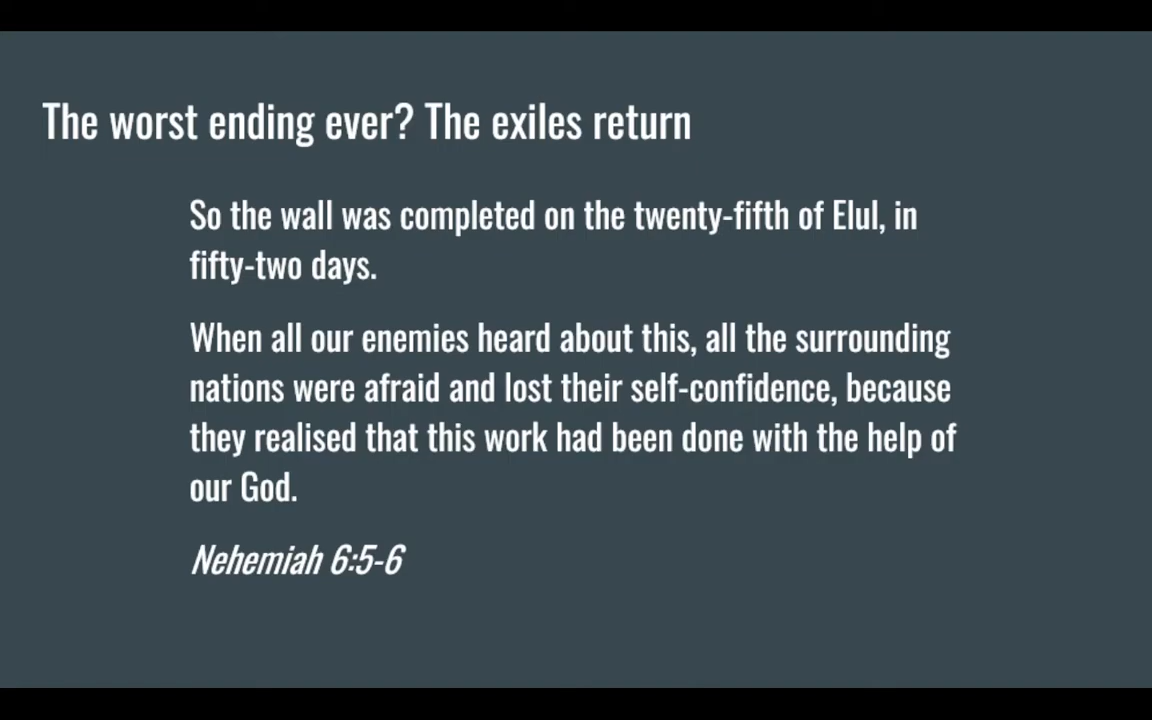 The worst ending ever? The exiles return
So the wall was completed on the twenty-fifth of Elul, in
fifty-two days.
When all our enemies heard about this, all the surrounding
nations were afraid and lost their self-confidence, because
they realised that this work had been done with the help of
our God.
Nehemiah 6:5-6